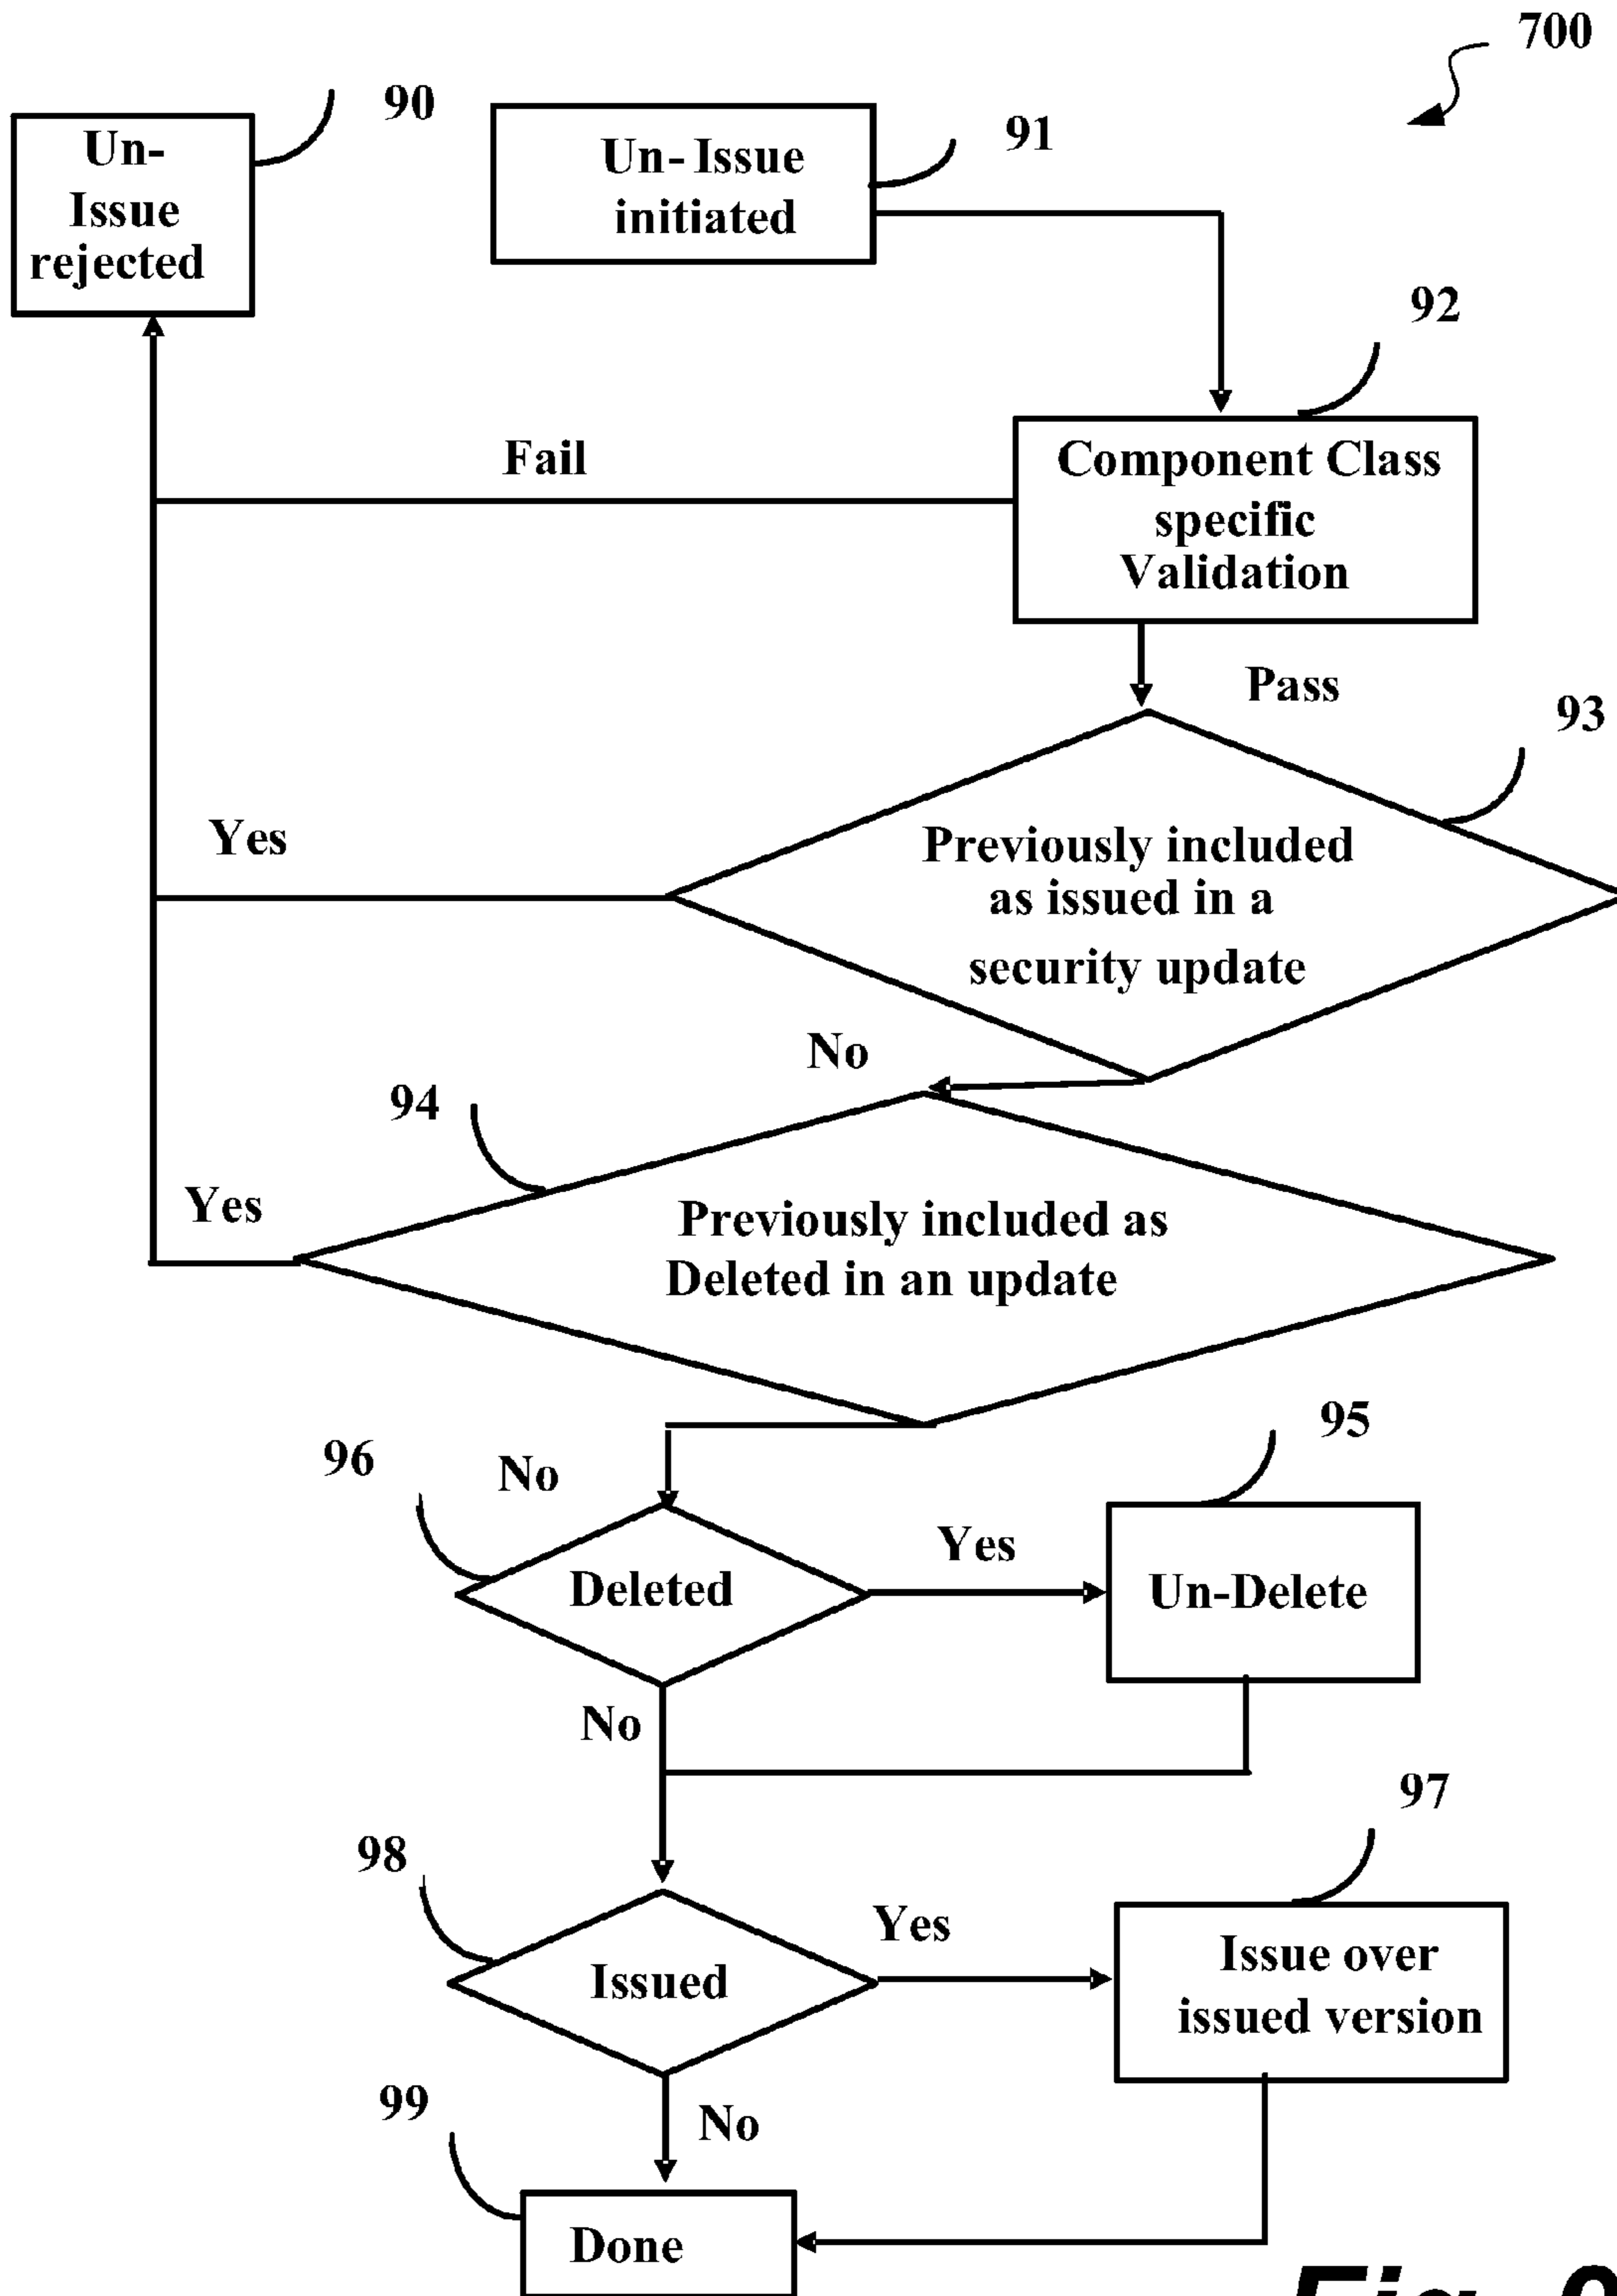 700
90
Un-
Issue
rejected
91
Un-Issue
initiated
92
Component Class
specific
Validation
Fail
Pass
93
Yes
Previously included
as issued in a
security update
No
94
Yes
Previously included as
Deleted in an update
95
96
No
Deleted
Yes
Un-Delete
No
97
98
Issued
Yes
Issue over
issued version
99
No
Done